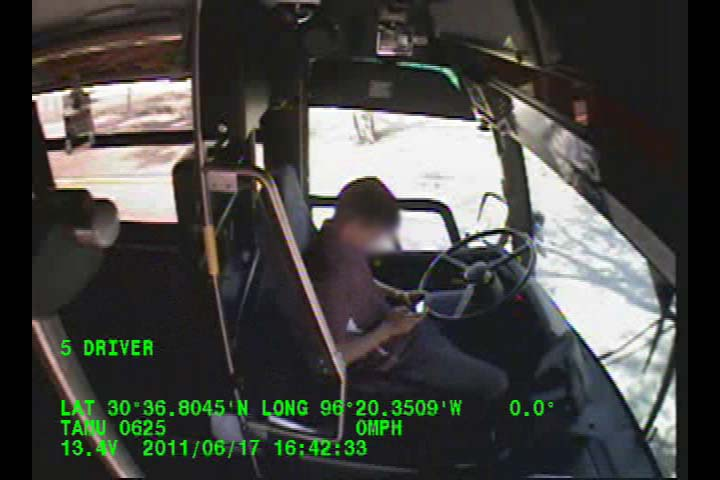 5 DRIVER
LAT 30°36.8045'N LONG 96°20.3509'W 0.0°
TAMU 0625 0MPH
13.4V 2011/06/17 16:42:33